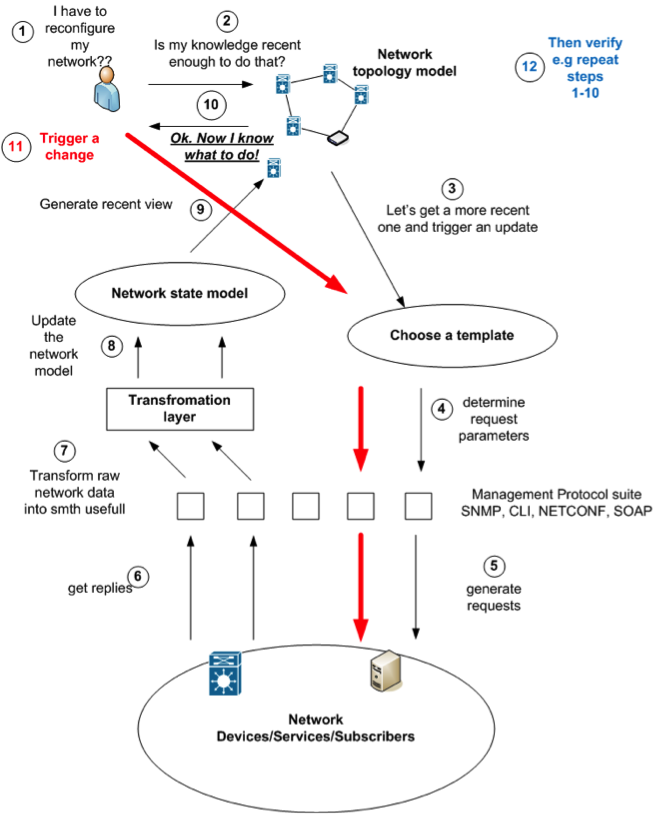 1
I have to
reconfigure
my
network??
2
Is my knowledge recent
enough to do that?
Network
topology model
12
Then verify
e.g repeat
steps
1-10
10
Ok. Now I know
what to do!
11
Trigger a
change
3
Let's get a more recent
one and trigger an update
Generate recent view
9
Network state model
Choose a template
Update
the
network
model
8
Transfromation
layer
4
determine
request
parameters
7
Transform raw
network data
into smth usefull
Management Protocol suite
SNMP, CLI, NETCONF, SOAP
get replies
6
5
generate
requests
Network
Devices/Services/Subscribers